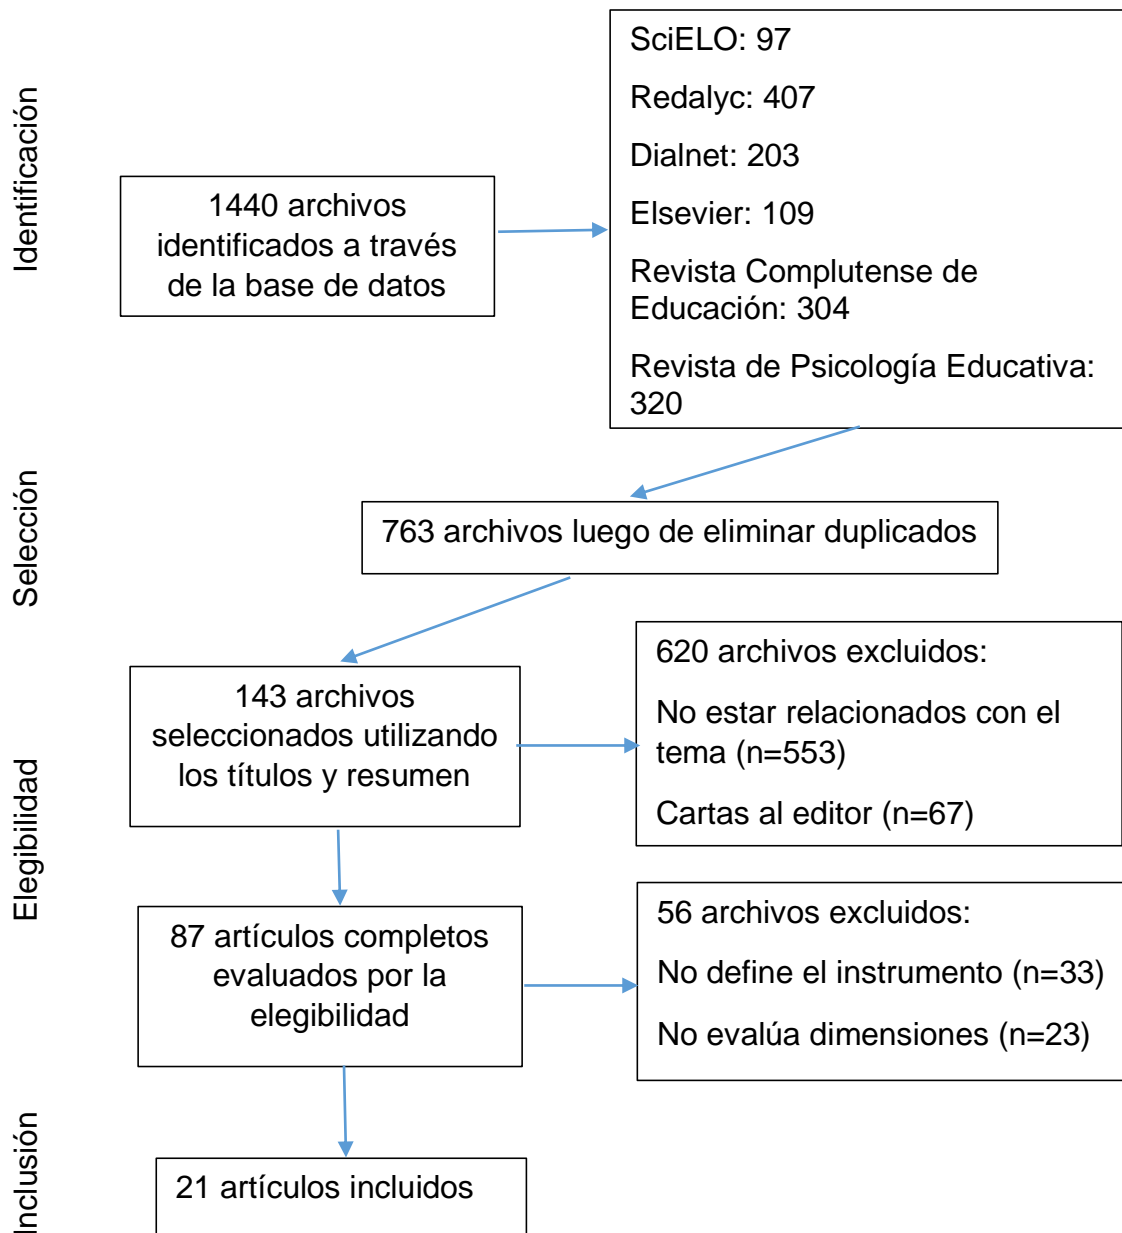 Identificación
1440 archivos
identificados a través
de la base de datos
SciELO: 97
Redalyc: 407
Dialnet: 203
Elsevier: 109
Revista Complutense de
Educación: 304
Revista de Psicología Educativa:
320
Selección
763 archivos luego de eliminar duplicados
Elegibilidad
143 archivos
seleccionados utilizando
los títulos y resumen
620 archivos excluidos:
No estar relacionados con el
tema (n=553)
Cartas al editor (n=67)
87 artículos completos
evaluados por la
elegibilidad
56 archivos excluidos:
No define el instrumento (n=33)
No evalúa dimensiones (n=23)
Inclusión
21 artículos incluidos